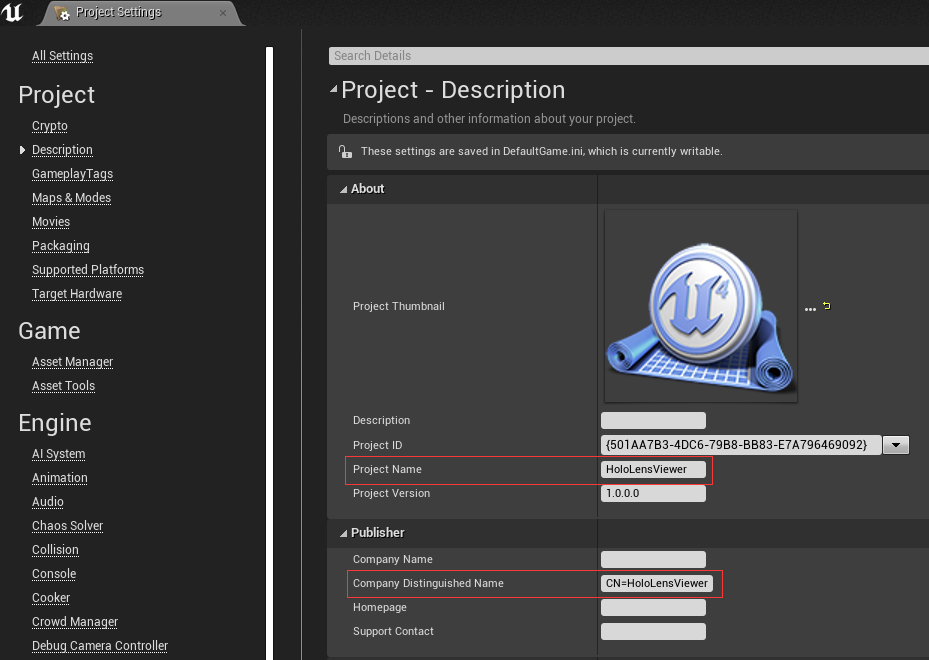 Project Settings
All Settings
Project
Crypto
Description
GameplayTags
Maps & Modes
Movies
Packaging
Supported Platforms
Target Hardware
Game
Asset Manager
Asset Tools
Engine
AI System
Animation
Audio
Chaos Solver
Collision
Console
Cooker
Crowd Manager
Debug Camera Controller
Search Details
Project - Description
Descriptions and other information about your project.
These settings are saved in DefaultGame.ini, which is currently writable.
About
Project Thumbnail
4
Description
Project ID {501AA7B3-4DC6-79B8-BB83-E7A796469092}
Project Name HoloLensViewer
Project Version 1.0.0.0
Publisher
Company Name
Company Distinguished Name CN=HoloLensViewer
Homepage
Support Contact